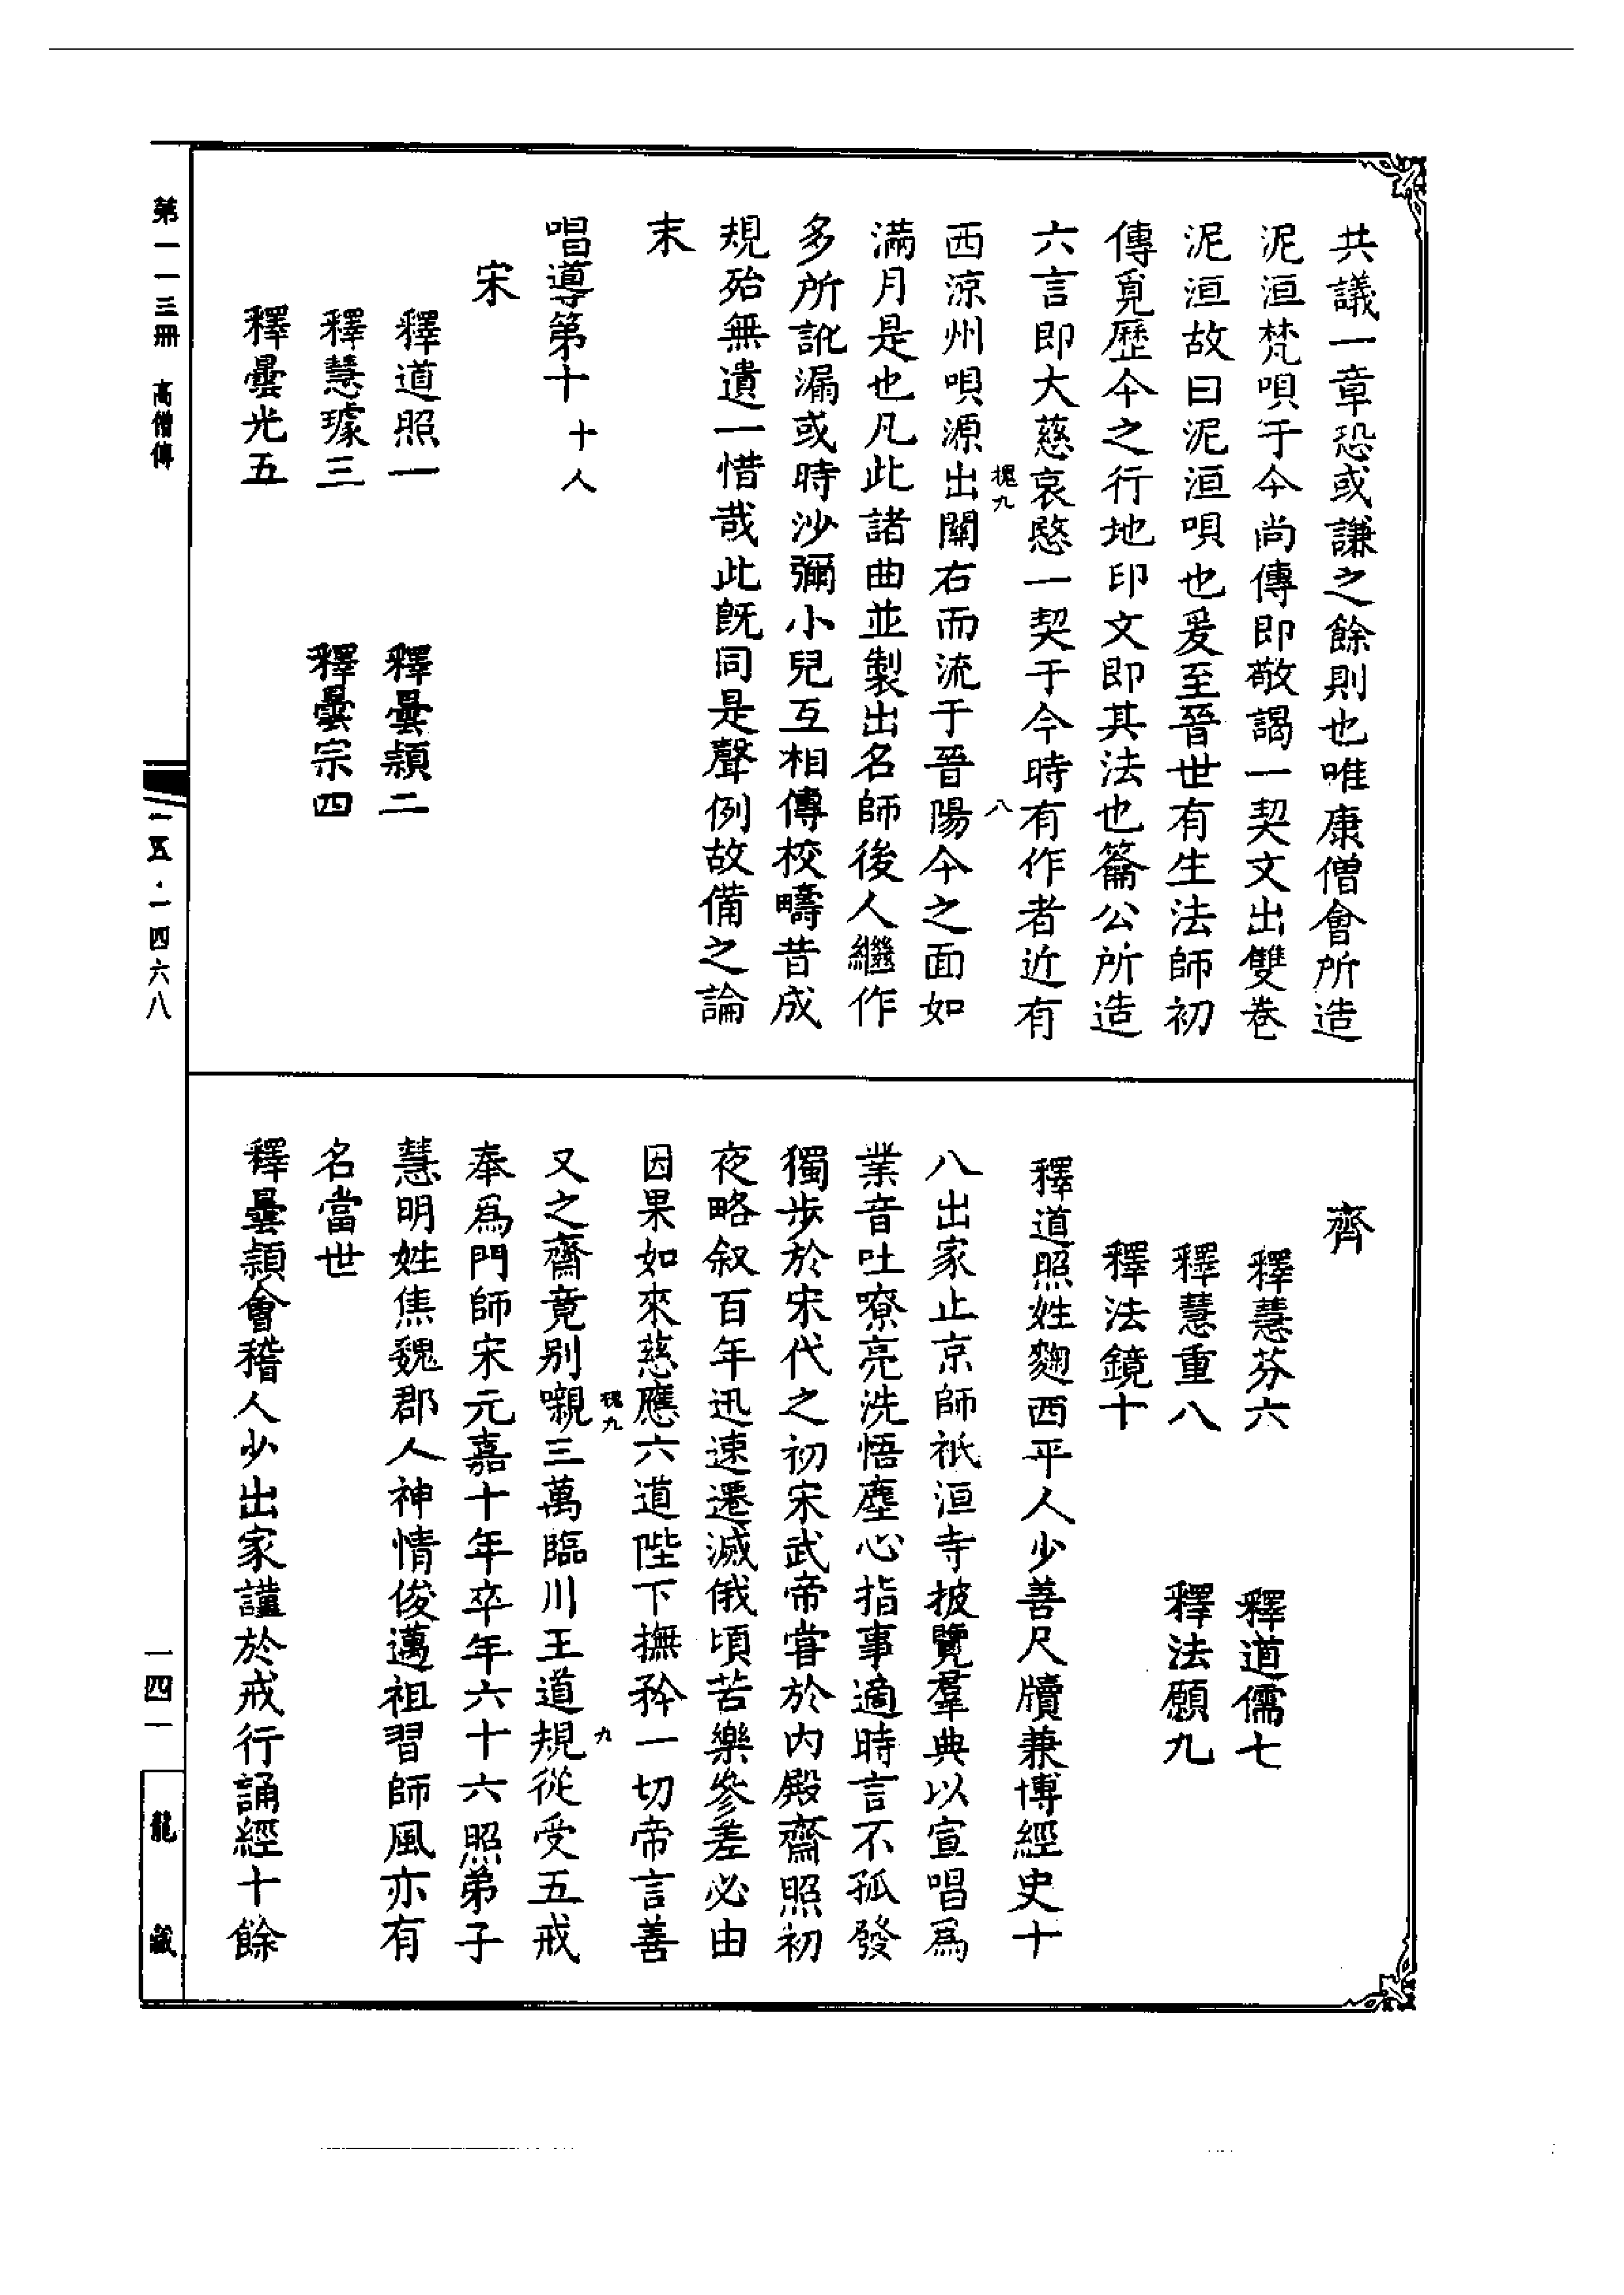 共議一章恐或謙之餘則也唯康僧會所造
泥洹梵唄于今尚傳即敬謁一契文出雙卷
泥洹故曰泥洹唄也爰至晉世有生法師初
傳覓歷今之行地印文即其法也籥公所造
六言即大慈哀愍一契于今時有作者近有
槐九
八
西涼州唄源出關右而流于晉陽今之面如
滿月是也凡此諸曲並製出名師後人繼作
多所訛漏或時沙彌小兒互相傳校疇昔成
規殆無遺一惜哉此旣同是聲例故備之論
末
唱導第十 十人
宋
釋道照一 釋曇頴二
釋慧璩三 釋曇宗四
釋曇光五
齊
釋慧芬六 釋道儒七
釋慧重八 釋法願九
釋法鏡十
釋道照姓麴西平人少善尺牘兼博經史十
八出家止京師祇洹寺披覽羣典以宣唱爲
業音吐嘹亮洗悟塵心指事適時言不孤發
獨步於宋代之初宋武帝甞於内殿齋照初
夜略叙百年迅速遷滅俄頃苦樂參差必由
因果如來慈應六道陛下撫矜一切帝言善
槐九
九
又之齋竟別嚫三萬臨川王道規從受五戒
奉爲門師宋元嘉十年卒年六十六照弟子
慧明姓焦魏郡人神情俊邁祖習師風亦有
名當世
釋曇頴會稽人少出家謹於戒行誦經十餘
第一一三冊 高僧傳
一五·一四六八
一四一
龍藏